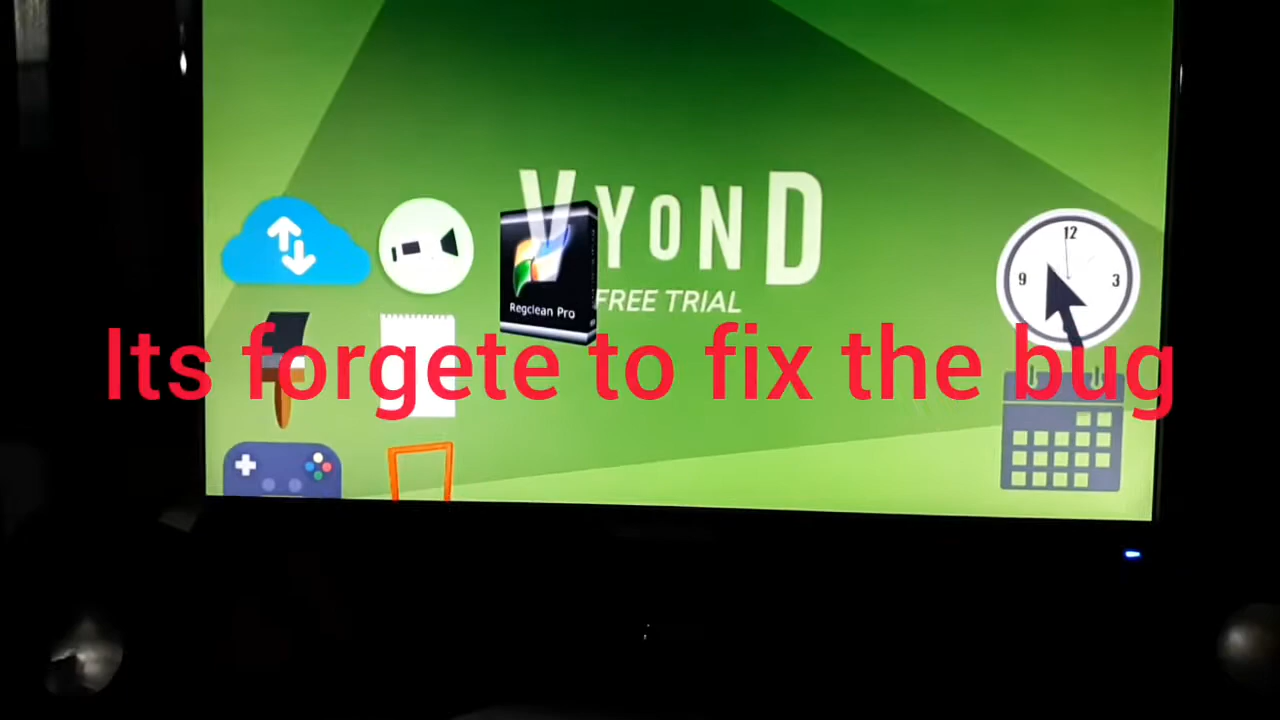 VYOND
FREE TRIAL
Regclean Pro
12
9
3
Its forgete to fix the bug